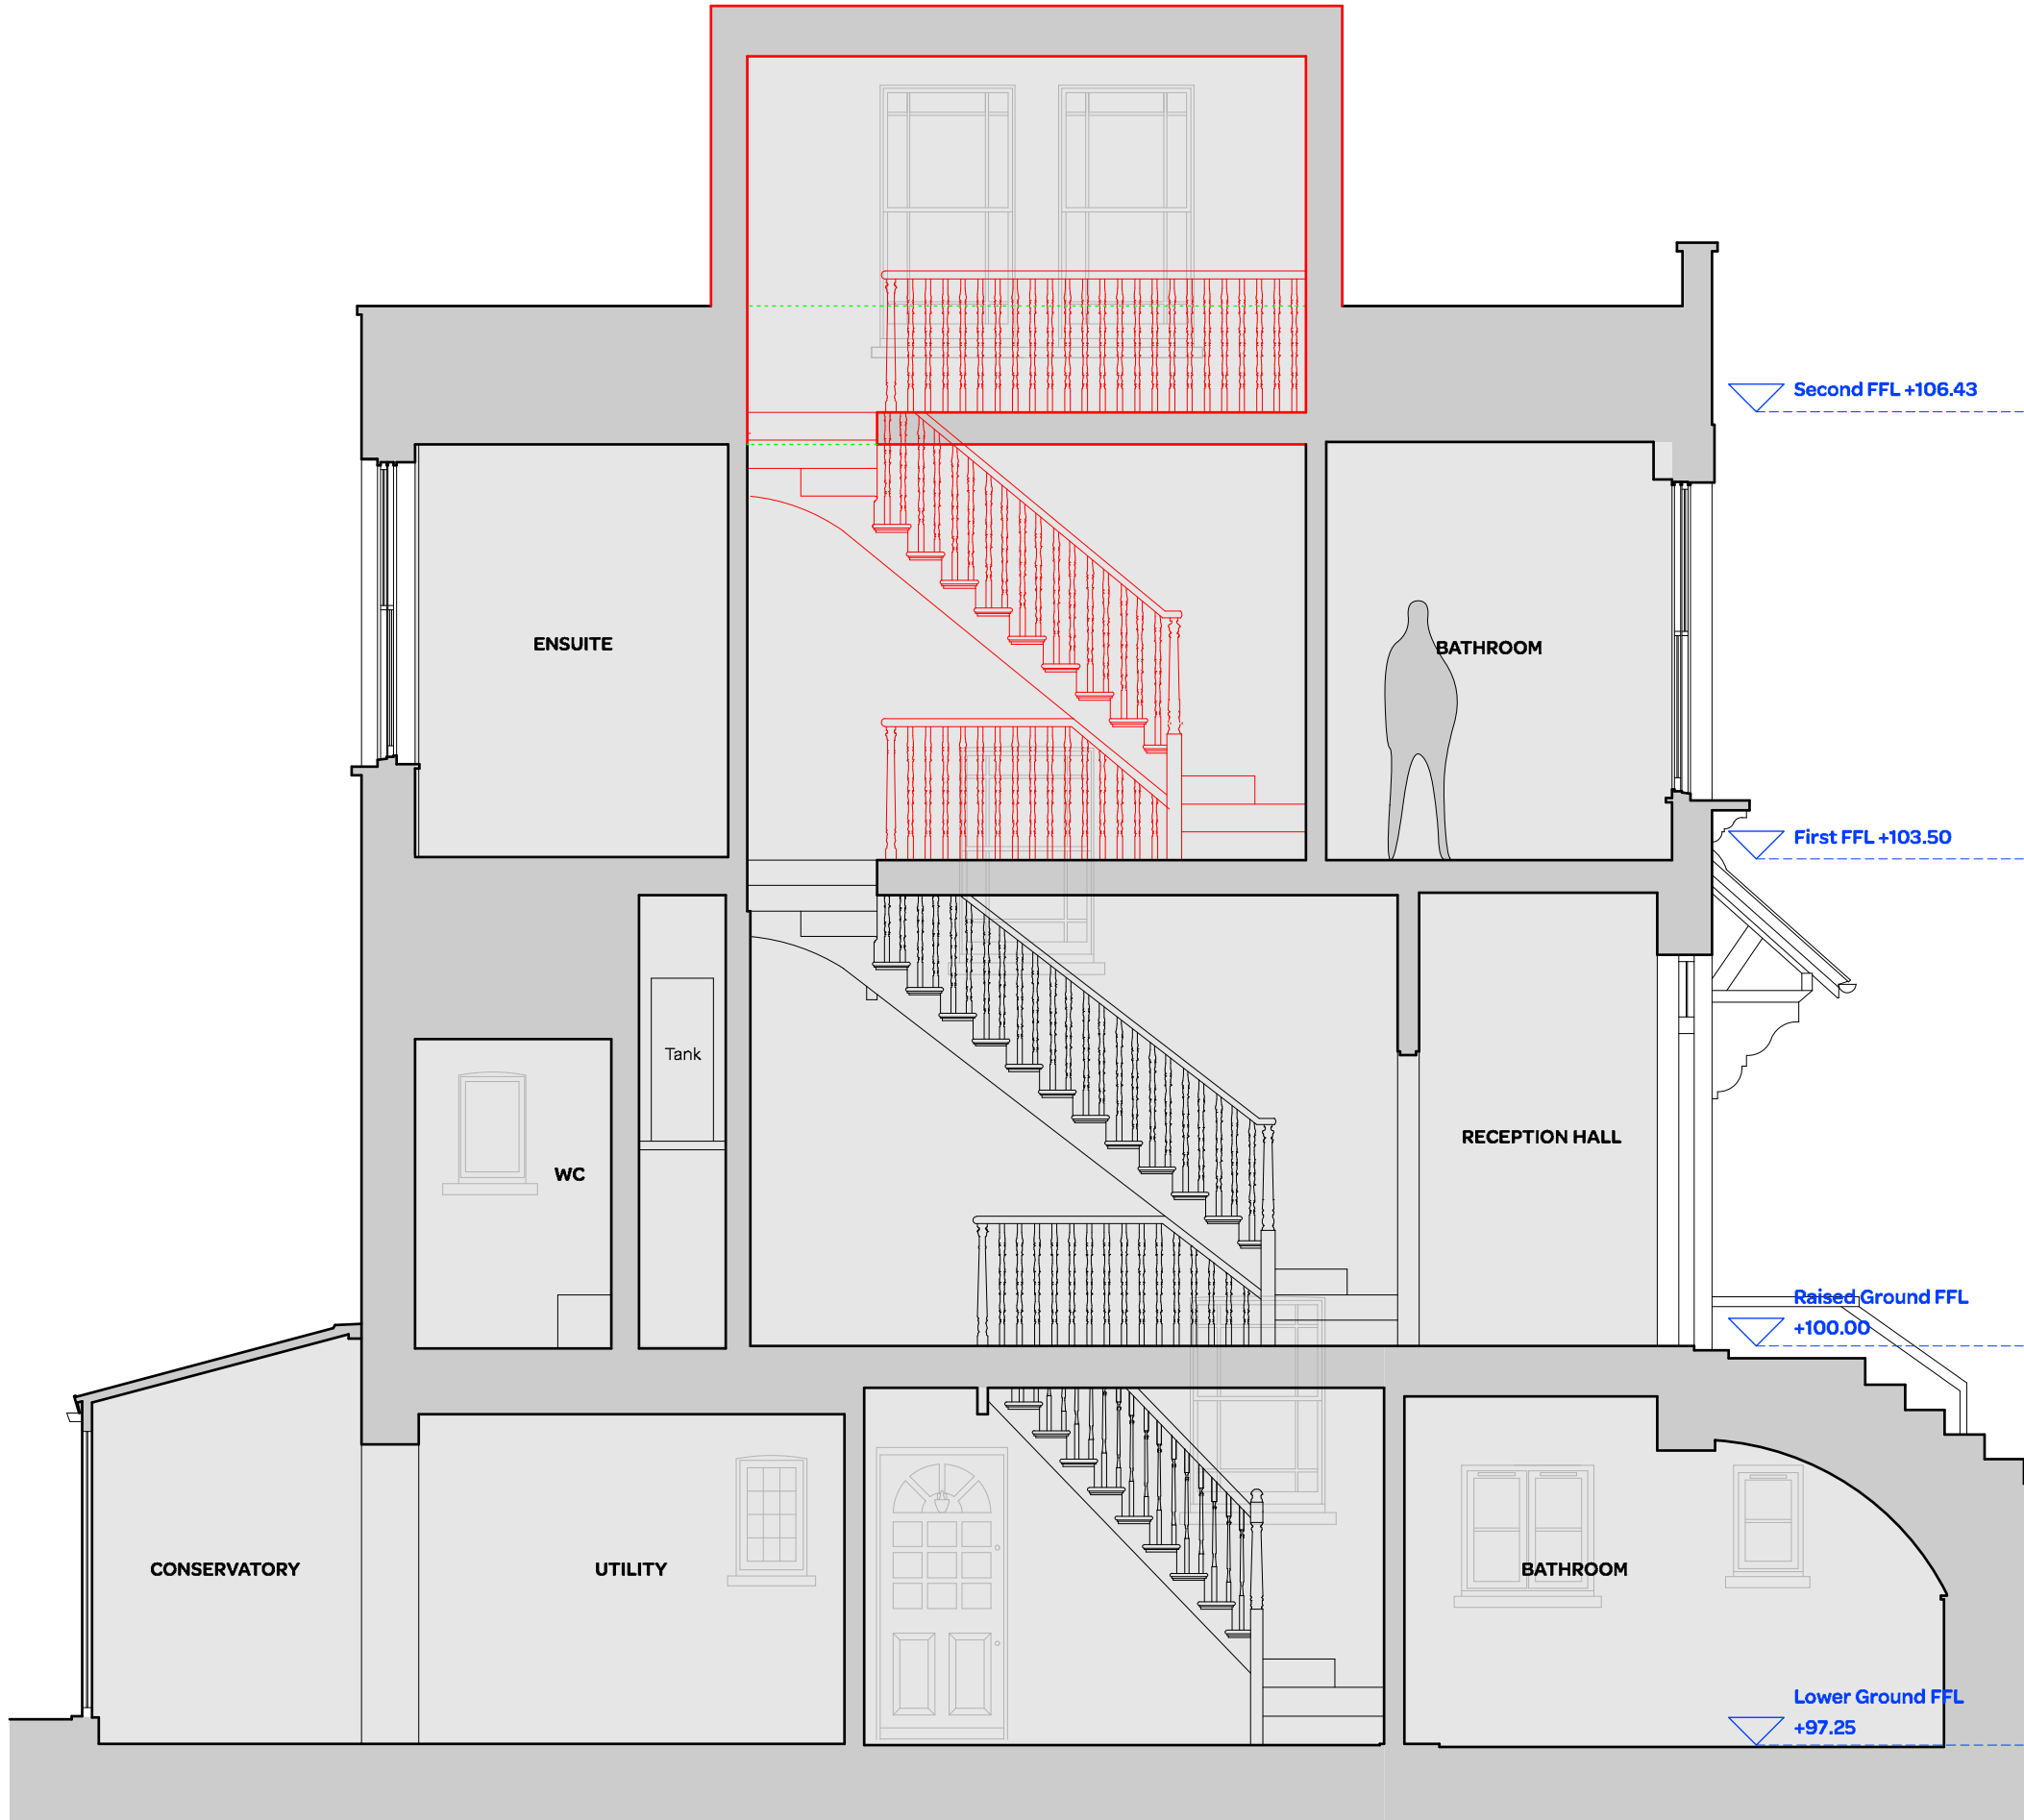 Second FFL +106.43
ENSUITE
BATHROOM
First FFL +103.50
Tank
WC
RECEPTION HALL
Raised Ground FFL
+100.00
CONSERVATORY
UTILITY
BATHROOM
Lower Ground FFL
+97.25